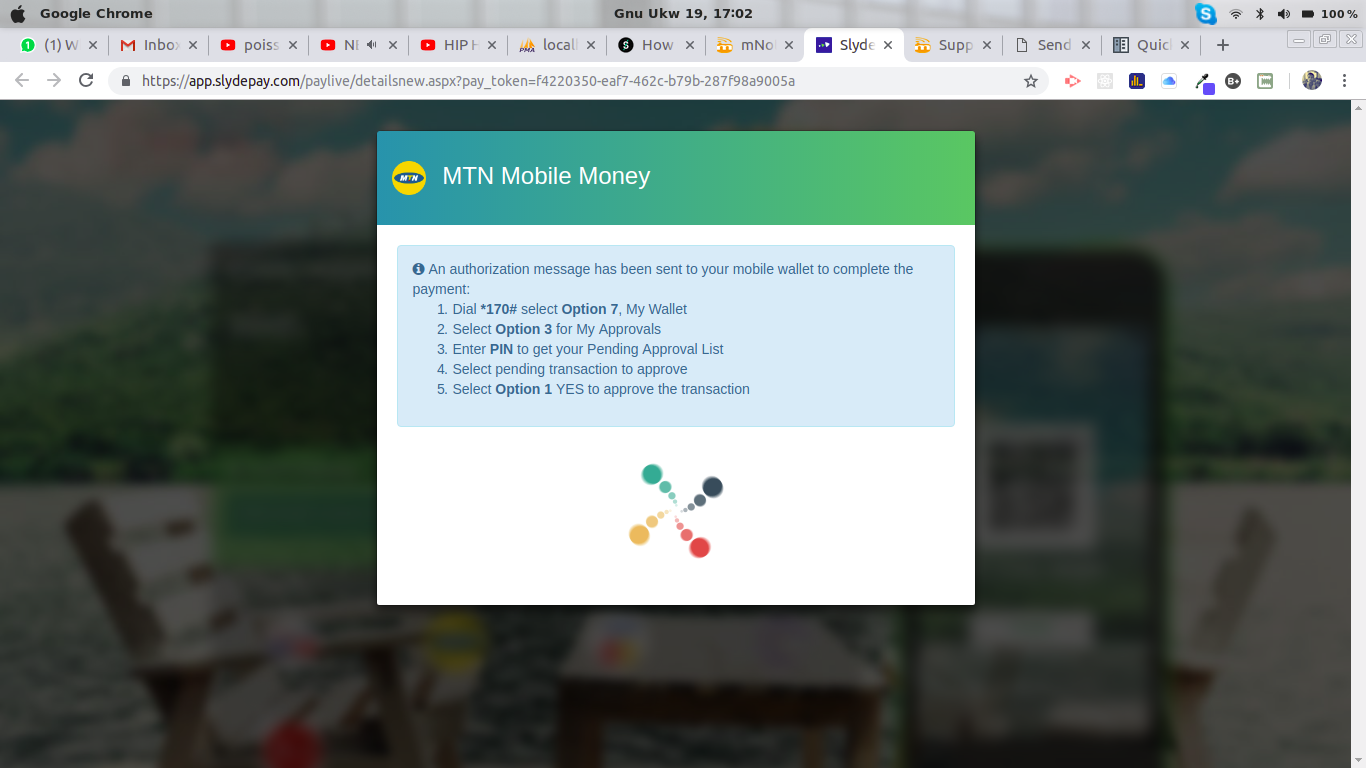 Google Chrome
Gnu Ukw 19, 17:02
100 %
(1) W
Inbo
poiss
NE
HIP H
locall
How
mNo
Slyde
Supp
Send
Quic
https://app.slydepay.com/paylive/detailsnew.aspx?pay_token=f4220350-eaf7-462c-b79b-287f98a9005a
MTN
MTN Mobile Money
An authorization message has been sent to your mobile wallet to complete the
payment:
1. Dial *170# select Option 7, My Wallet
2. Select Option 3 for My Approvals
3. Enter PIN to get your Pending Approval List
4. Select pending transaction to approve
5. Select Option 1 YES to approve the transaction